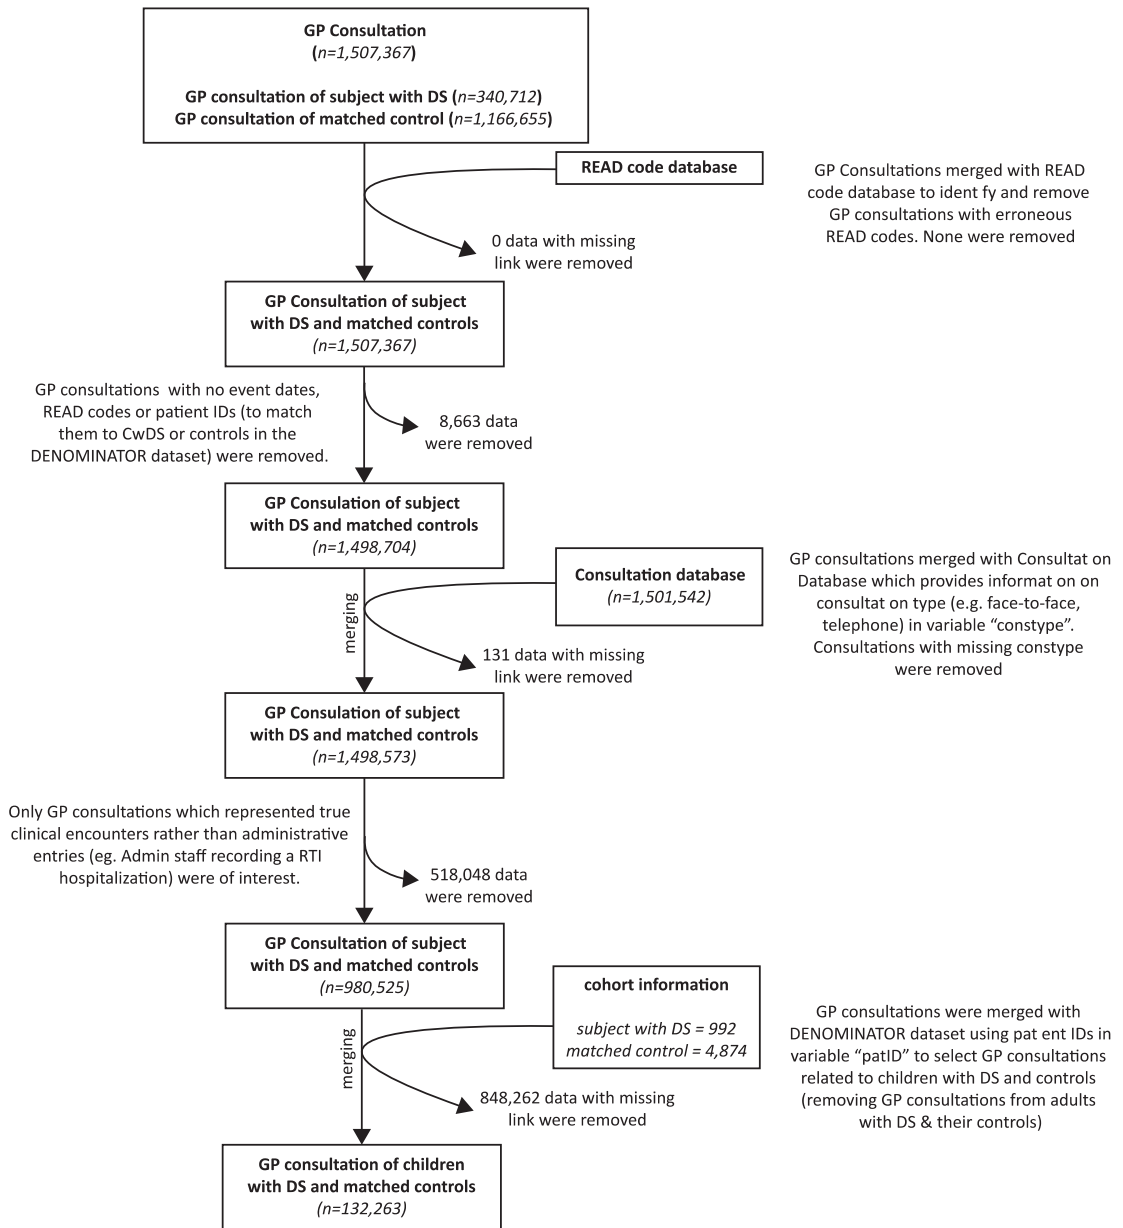 GP Consultation
(n=1,507,367)
GP consultation of subject with DS (n=340,712)
GP consultation of matched control (n=1,166,655)
READ code database
GP Consultations merged with READ
code database to ident fy and remove
GP consultations with erroneous
READ codes. None were removed
0 data with missing
link were removed
GP Consultation of subject
with DS and matched controls
(n=1,507,367)
GP consultations with no event dates,
READ codes or patient IDs (to match
them to CwDS or controls in the
DENOMINATOR dataset) were removed.
8,663 data
were removed
GP Consulation of subject
with DS and matched controls
(n=1,498,704)
merging
Consultation database
(n=1,501,542)
GP consultations merged with Consultat on
Database which provides informat on on
consultat on type (e.g. face-to-face,
telephone) in variable “constype”.
Consultations with missing constype
were removed
131 data with missing
link were removed
GP Consulation of subject
with DS and matched controls
(n=1,498,573)
Only GP consultations which represented true
clinical encounters rather than administrative
entries (eg. Admin staff recording a RTI
hospitalization) were of interest.
518,048 data
were removed
GP Consultation of subject
with DS and matched controls
(n=980,525)
merging
cohort information
subject with DS = 992
matched control = 4,874
GP consultations were merged with
DENOMINATOR dataset using pat ent IDs in
variable “patID” to select GP consultations
related to children with DS and controls
(removing GP consultations from adults
with DS & their controls)
848,262 data with missing
link were removed
GP consultation of children
with DS and matched controls
(n=132,263)